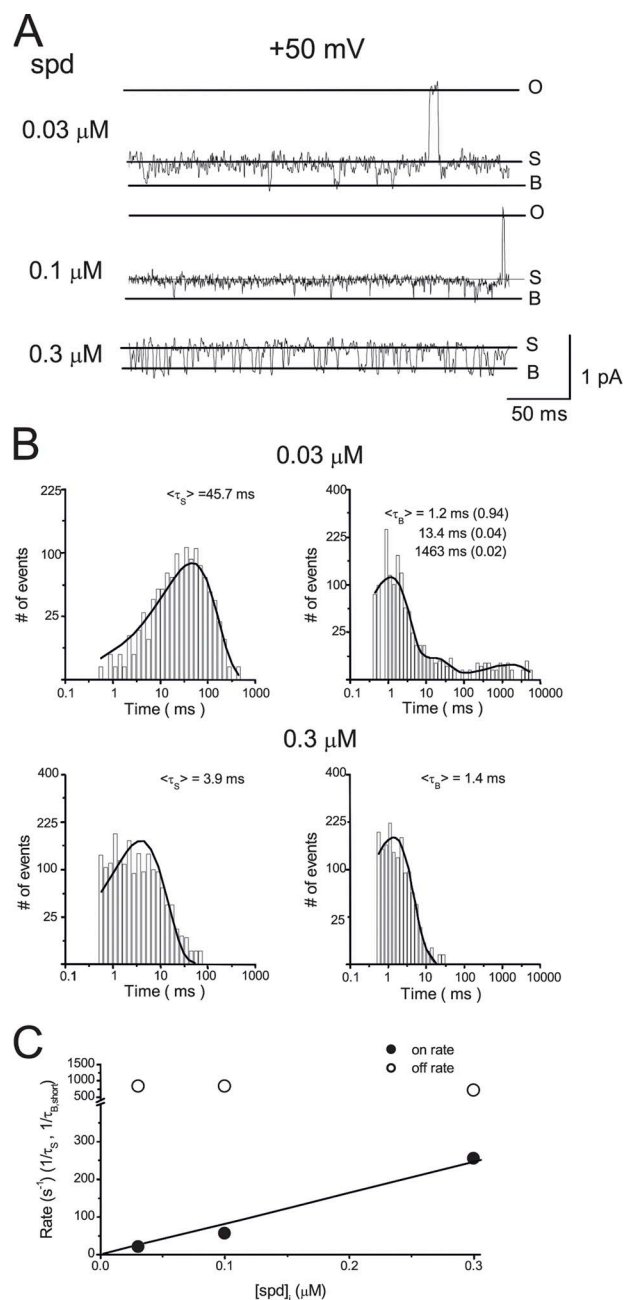 A
spd
+50 mV
0.03 μM
O
S
B
0.1 μM
O
S
B
0.3 μM
S
B
1 pA
50 ms
B
0.03 μM
<τS> =45.7 ms
225
100
25
# of events
0.1 1 10 100 1000
Time ( ms )
<τB> = 1.2 ms (0.94)
13.4 ms (0.04)
1463 ms (0.02)
400
225
100
25
# of events
0.1 1 10 100 1000 10000
Time ( ms )
0.3 μM
<τS> = 3.9 ms
400
225
100
25
# of events
0.1 1 10 100 1000
Time ( ms )
<τB> = 1.4 ms
400
225
100
25
# of events
0.1 1 10 100 1000 10000
Time ( ms )
C
on rate
off rate
1500
1000
500
300
200
100
0
Rate (s-1) (1/τS , 1/τB,short)
0.0 0.1 0.2 0.3
[spd]i (μM)